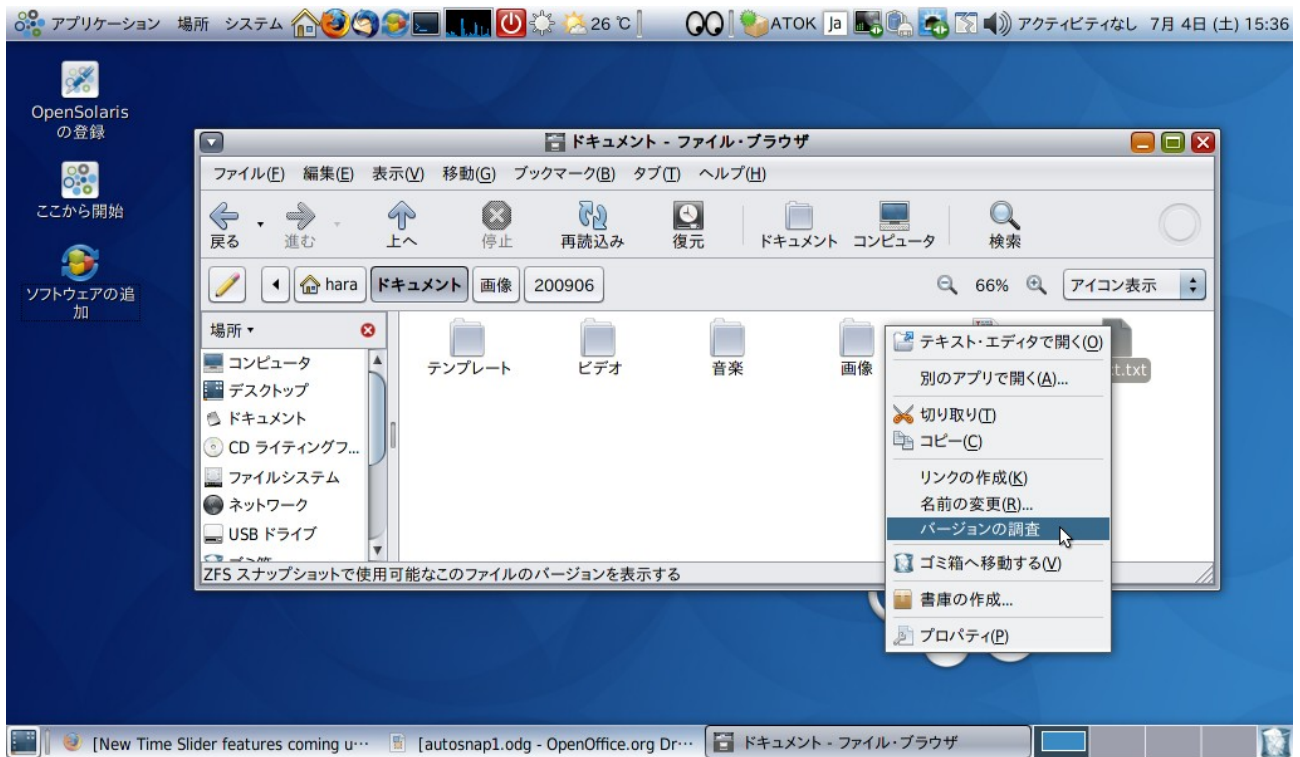 アプリケーション 場所 システム 26 ℃ ATOK Ja アクティビティなし 7月 4日 (土) 15:36
OpenSolaris
の登録
ここから開始
ソフトウェアの追
加
ドキュメント - ファイル・ブラウザ
ファイル(F) 編集(E) 表示(V) 移動(G) ブックマーク(B) タブ(T) ヘルプ(H)
戻る 進む 上へ 停止 再読込み 復元 ドキュメント コンピュータ 検索
hara ドキュメント 画像 200906 66% アイコン表示
場所
コンピュータ
デスクトップ
ドキュメント
CD ライティングフ...
ファイルシステム
ネットワーク
USB ドライブ
ゴミ箱
テンプレート ビデオ 音楽 画像 t.txt
テキスト・エディタで開く(O)
別のアプリで開く(A)...
切り取り(T)
コピー(C)
リンクの作成(K)
名前の変更(R)...
バージョンの調査
ゴミ箱へ移動する(V)
書庫の作成...
プロパティ(P)
ZFS スナップショットで使用可能なこのファイルのバージョンを表示する
[New Time Slider features coming u… [autosnap1.odg - OpenOffice.org Dr… ドキュメント - ファイル・ブラウザ